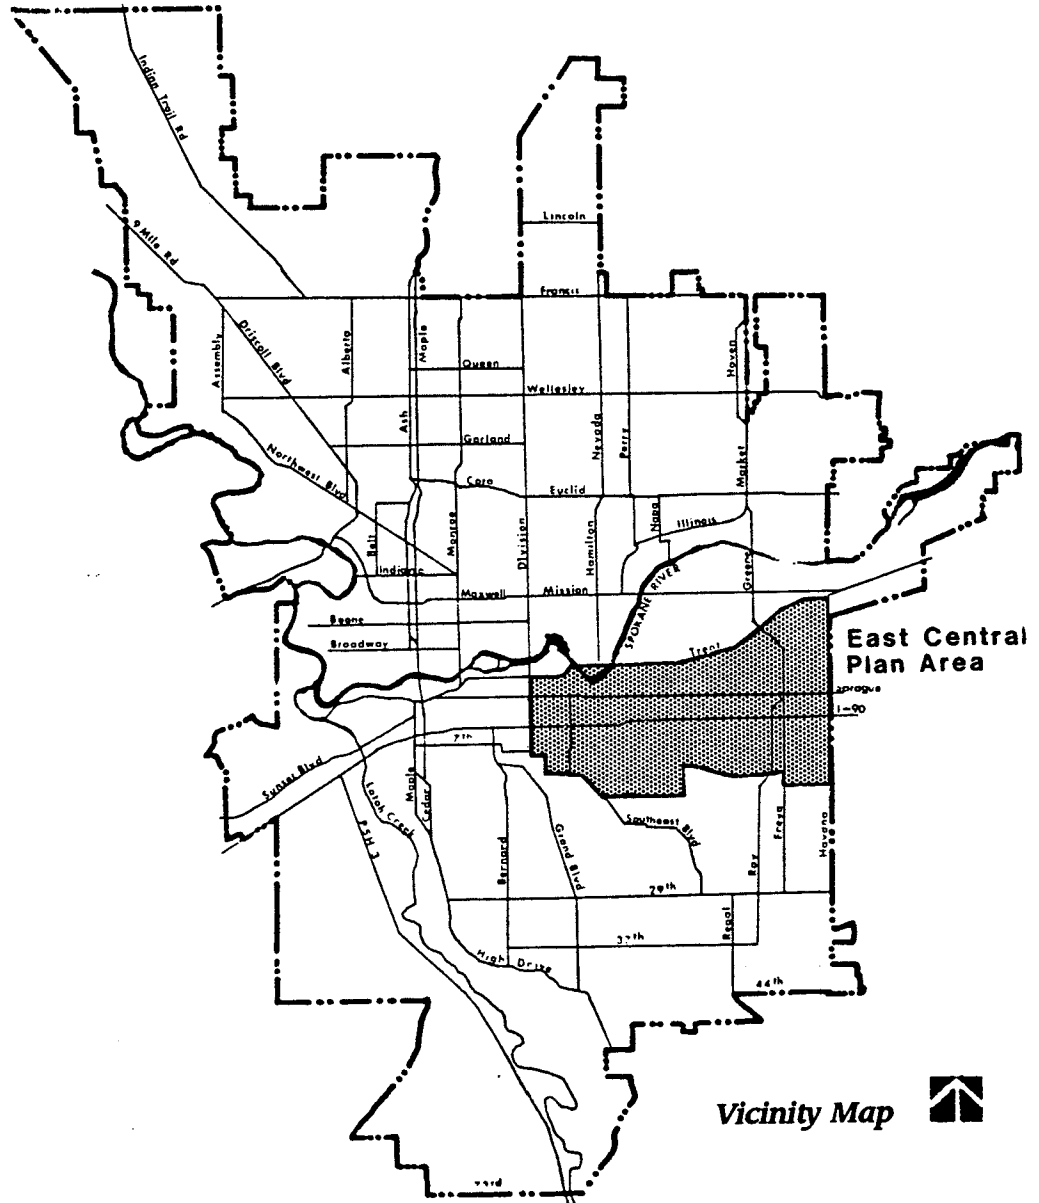 Indian Trail Rd
Lincoln
9 Mile Rd
Francis
Assembly
Driscoll Blvd
Alberta
Maple
Haven
Queen
Wellesley
Ash
Garland
Nevada
Perry
Market
Northwest Blvd
Cora
Euclid
Belt
Monroe
Division
Hamilton
Napa
Illinois
Indiana
Greene
Maxwell
Mission
SPOKANE RIVER
Boone
Broadway
Trent
East Central
Plan Area
Sprague
I-90
7th
Sunset Blvd
Latah Creek
Maple
Cedar
PSH 3
Southeast Blvd
Bernard
Grand Blvd
Ray
Freya
Havana
29th
Regal
37th
High Drive
44th
Vicinity Map